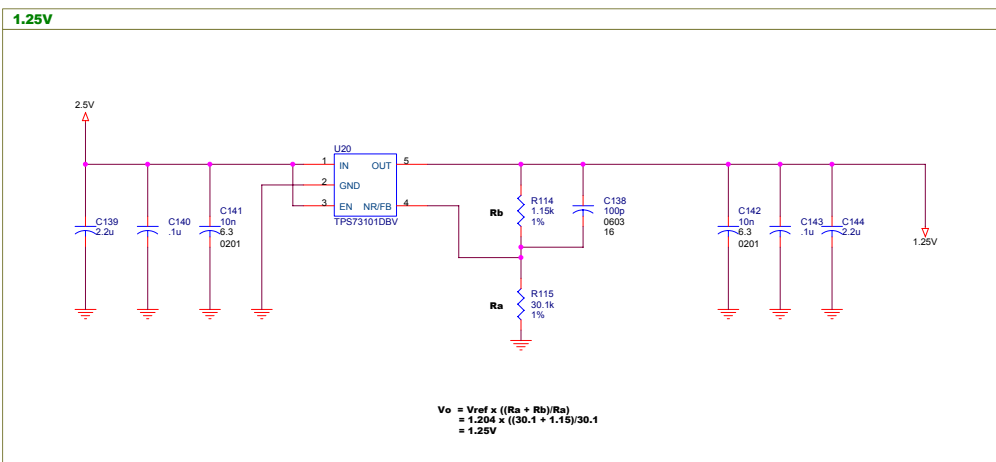 1.25V
2.5V
U20
1 IN OUT 5
2 GND
3 EN NR/FB 4
TPS73101DBV
C139
2.2u
C140
.1u
C141
10n
6.3
0201
Rb
R114
1.15k
1%
C138
100p
0603
16
Ra
R115
30.1k
1%
C142
10n
6.3
0201
C143
.1u
C144
2.2u
1.25V
Vo = Vref x ((Ra + Rb)/Ra)
= 1.204 x ((30.1 + 1.15)/30.1
= 1.25V